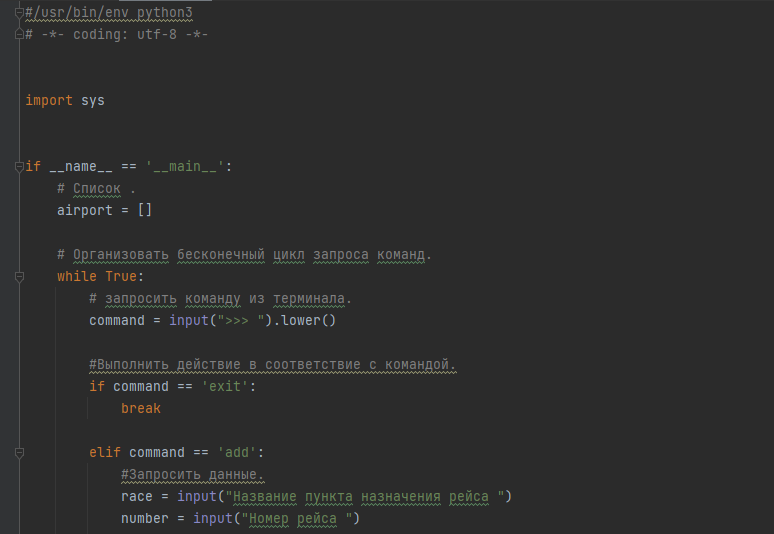 #/usr/bin/env python3
# -*- coding: utf-8 -*-
import sys
if __name__ == '__main__':
# Список .
airport = []
# Организовать бесконечный цикл запроса команд.
while True:
# запросить команду из терминала.
command = input(">>> ").lower()
#Выполнить действие в соответствие с командой.
if command == 'exit':
break
elif command == 'add':
#Запросить данные.
race = input("Название пункта назначения рейса ")
number = input("Номер рейса ")